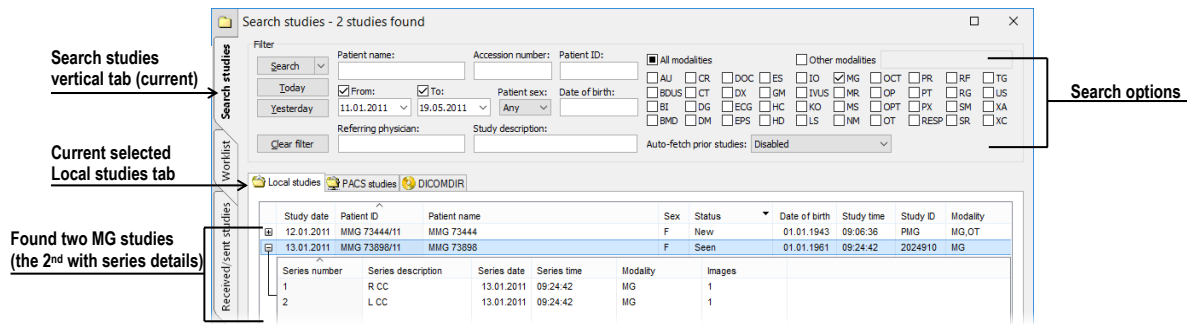 Search studies - 2 studies found
Search studies
vertical tab (current)
Current selected
Local studies tab
Found two MG studies
(the 2nd with series details)
Search options
Search studies
Worklist
Received/sent studies
Filter
Search
Today
Yesterday
Clear filter
Patient name:
Accession number:
Patient ID:
From:
To:
Patient sex:
Date of birth:
11.01.2011
19.05.2011
Any
Referring physician:
Study description:
All modalities
Other modalities
AU CR DOC ES IO MG OCT PR RF TG
BDUS CT DX GM IVUS MR OP PT RG US
BI DG ECG HC KO MS OPT PX SM XA
BMD DM EPS HD LS NM OT RESP SR XC
Auto-fetch prior studies: Disabled
Local studies PACS studies DICOMDIR
Study date Patient ID Patient name Sex Status Date of birth Study time Study ID Modality
12.01.2011 MMG 73444/11 MMG 73444 F New 01.01.1943 09:06:36 PMG MG,OT
13.01.2011 MMG 73898/11 MMG 73898 F Seen 01.01.1961 09:24:42 2024910 MG
Series number Series description Series date Series time Modality Images
1 R CC 13.01.2011 09:24:42 MG 1
2 L CC 13.01.2011 09:24:42 MG 1